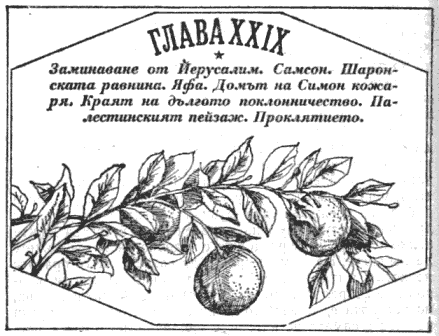 ГЛАВА XXIX
Заминаване от Йерусалим. Самсон. Шарон-
ската равнина. Яфа. Домът на Симон кожа-
ря. Краят на дългото поклонничество. Па-
лестинският пейзаж. Проклятието.